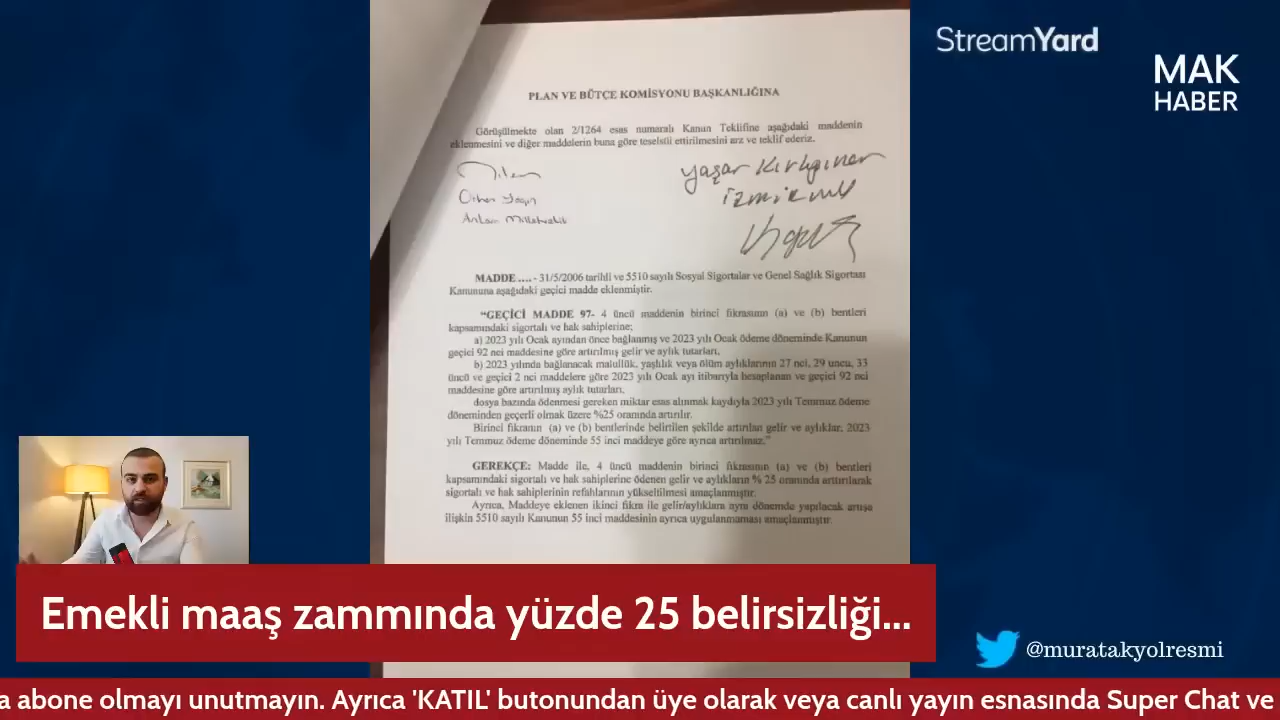 StreamYard
MAK
HABER
PLAN VE BÜTÇE KOMİSYONU BAŞKANLIĞINA
Görüşülmekte olan 2/1264 esas numaralı Kanun Teklifine aşağıdaki maddenin
eklenmesini ve diğer maddelerin buna göre teselsül ettirilmesini arz ve teklif ederiz.
Yaşar Kırkpınar
İzmir
Orhan Yegin
Ankara Milletvekili
MADDE .... - 31/5/2006 tarihli ve 5510 sayılı Sosyal Sigortalar ve Genel Sağlık Sigortası
Kanununa aşağıdaki geçici madde eklenmiştir.
“GEÇİCİ MADDE 97- 4 üncü maddenin birinci fıkrasının (a) ve (b) bentleri
kapsamındaki sigortalı ve hak sahiplerine;
a) 2023 yılı Ocak ayından önce bağlanmış ve 2023 yılı Ocak ödeme döneminde Kanunun
geçici 92 nci maddesine göre artırılmış gelir ve aylık tutarları,
b) 2023 yılında bağlanacak malullük, yaşlılık veya ölüm aylıklarının 27 nci, 29 uncu, 33
üncü ve geçici 2 nci maddelere göre 2023 yılı Ocak ayı itibarıyla hesaplanan ve geçici 92 nci
maddesine göre artırılmış aylık tutarları,
dosya bazında ödenmesi gereken miktar esas alınmak kaydıyla 2023 yılı Temmuz ödeme
döneminden geçerli olmak üzere %25 oranında artırılır.
Birinci fıkranın (a) ve (b) bentlerinde belirtilen şekilde artırılan gelir ve aylıklar, 2023
yılı Temmuz ödeme döneminde 55 inci maddeye göre ayrıca artırılmaz.”
GEREKÇE: Madde ile, 4 üncü maddenin birinci fıkrasının (a) ve (b) bentleri
kapsamındaki sigortalı ve hak sahiplerine ödenen gelir ve aylıkların % 25 oranında artırılarak
sigortalı ve hak sahiplerinin refahlarının yükseltilmesi amaçlanmıştır.
Ayrıca, Maddeye eklenen ikinci fıkra ile gelir/aylıklara aynı dönemde yapılacak artışa
ilişkin 5510 sayılı Kanunun 55 inci maddesinin ayrıca uygulanmaması amaçlanmıştır.
Emekli maaş zammında yüzde 25 belirsizliği...
@muratakyolresmi
a abone olmayı unutmayın. Ayrıca 'KATIL' butonundan üye olarak veya canlı yayın esnasında Super Chat ve